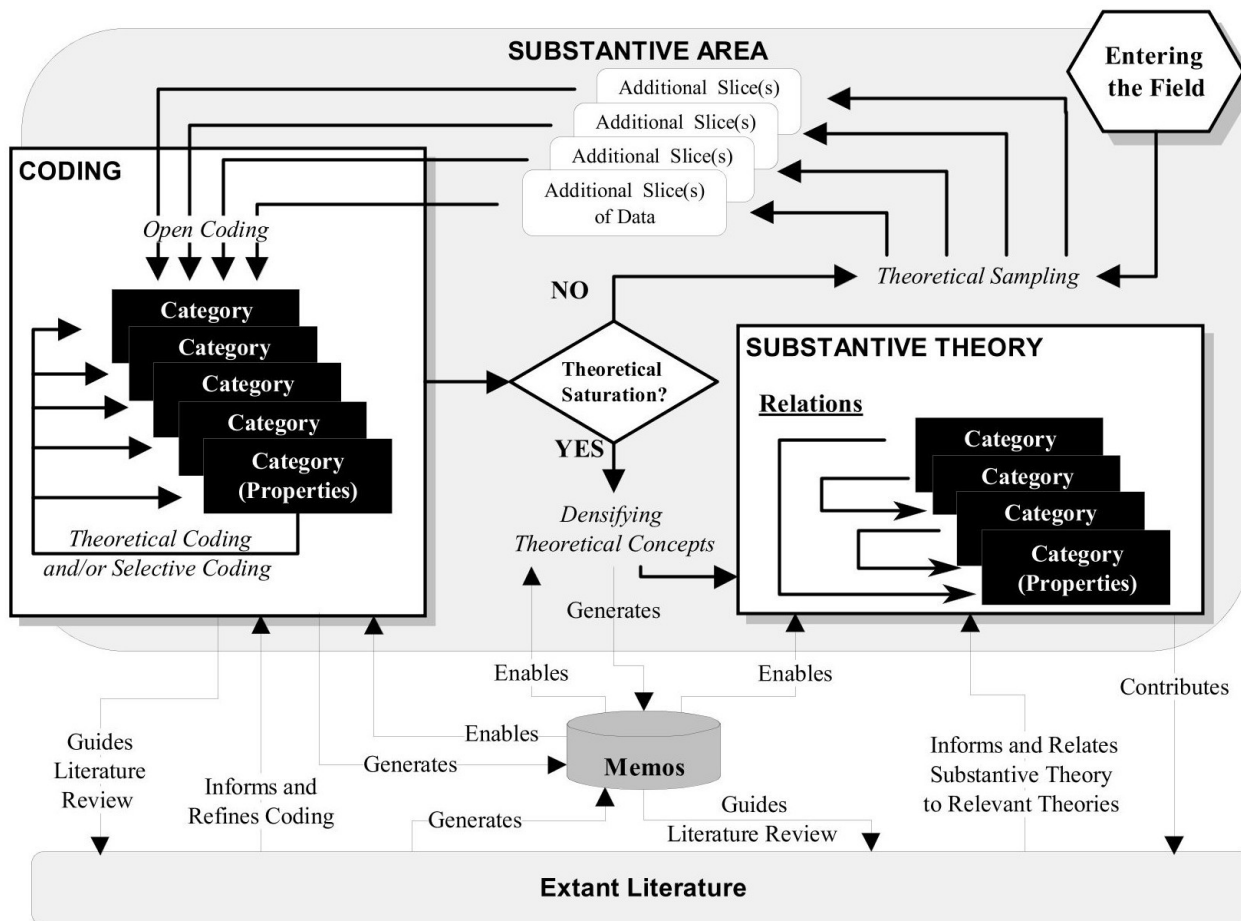 SUBSTANTIVE AREA
Entering
the Field
Additional Slice(s)
Additional Slice(s)
Additional Slice(s)
Additional Slice(s)
of Data
CODING
Open Coding
Category
Category
Category
Category
Category
(Properties)
Theoretical Coding
and/or Selective Coding
NO
Theoretical Sampling
Theoretical
Saturation?
YES
Densifying
Theoretical Concepts
SUBSTANTIVE THEORY
Relations
Category
Category
Category
Category
(Properties)
Generates
Enables
Enables
Contributes
Enables
Guides
Literature
Review
Informs and
Refines Coding
Generates
Memos
Informs and Relates
Substantive Theory
to Relevant Theories
Generates
Guides
Literature Review
Extant Literature